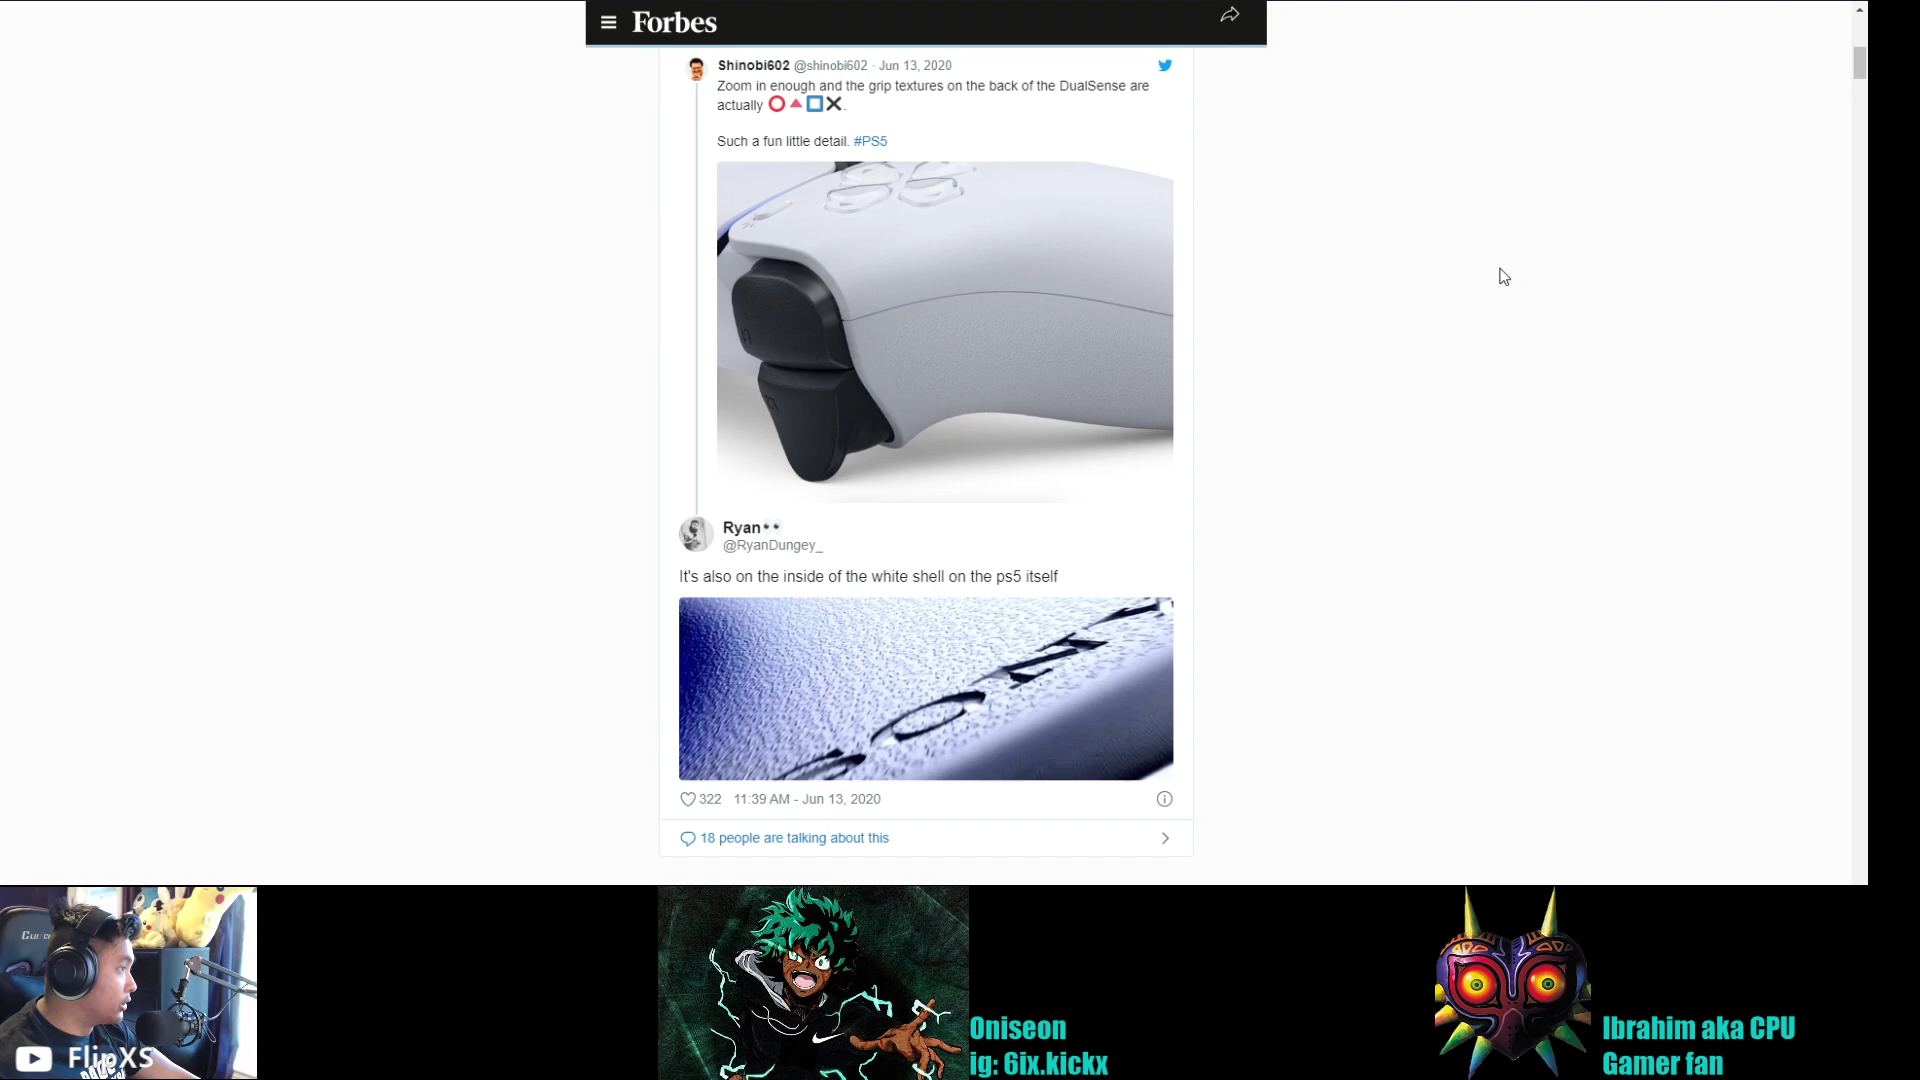 Forbes
Shinobi602 @shinobi602 · Jun 13, 2020
Zoom in enough and the grip textures on the back of the DualSense are
actually ⭕🔺🟦❌.
Such a fun little detail. #PS5
Ryan👀
@RyanDungey_
It's also on the inside of the white shell on the ps5 itself
322 11:39 AM - Jun 13, 2020
18 people are talking about this
FlipXS
Oniseon
ig: 6ix.kickx
Ibrahim aka CPU
Gamer fan